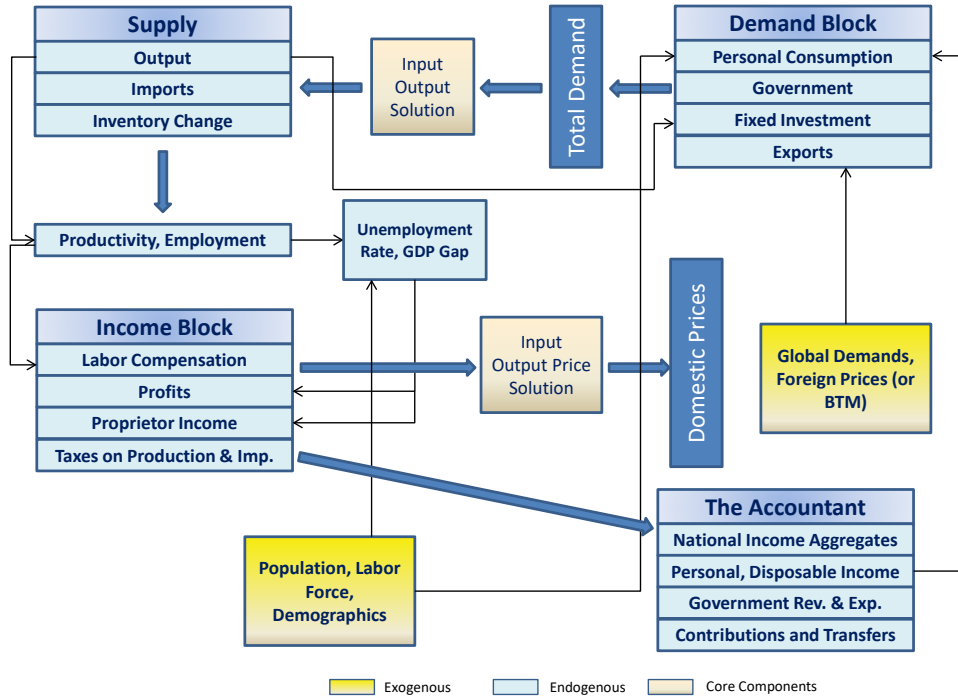 Supply
Output
Imports
Inventory Change
Input
Output
Solution
Total Demand
Demand Block
Personal Consumption
Government
Fixed Investment
Exports
Productivity, Employment
Unemployment
Rate, GDP Gap
Income Block
Labor Compensation
Profits
Proprietor Income
Taxes on Production & Imp.
Input
Output Price
Solution
Domestic Prices
Global Demands,
Foreign Prices (or
BTM)
Population, Labor
Force,
Demographics
The Accountant
National Income Aggregates
Personal, Disposable Income
Government Rev. & Exp.
Contributions and Transfers
Exogenous
Endogenous
Core Components